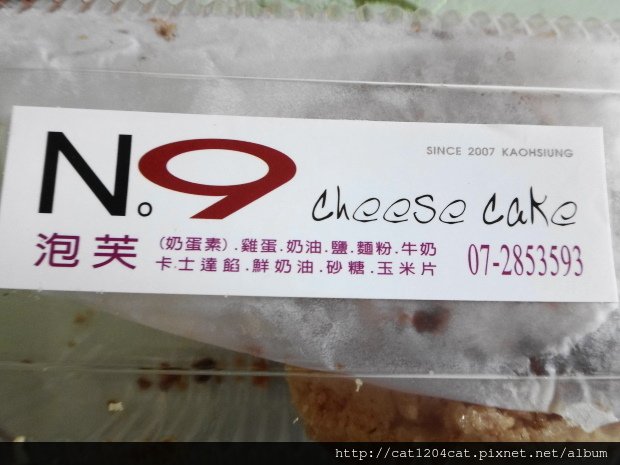 No9
SINCE 2007 KAOHSIUNG
cheese cake
泡芙
(奶蛋素).雞蛋.奶油.鹽.麵粉.牛奶
卡士達餡.鮮奶油.砂糖.玉米片
07-2853593
http://cat1204cat.pixnet.net/album